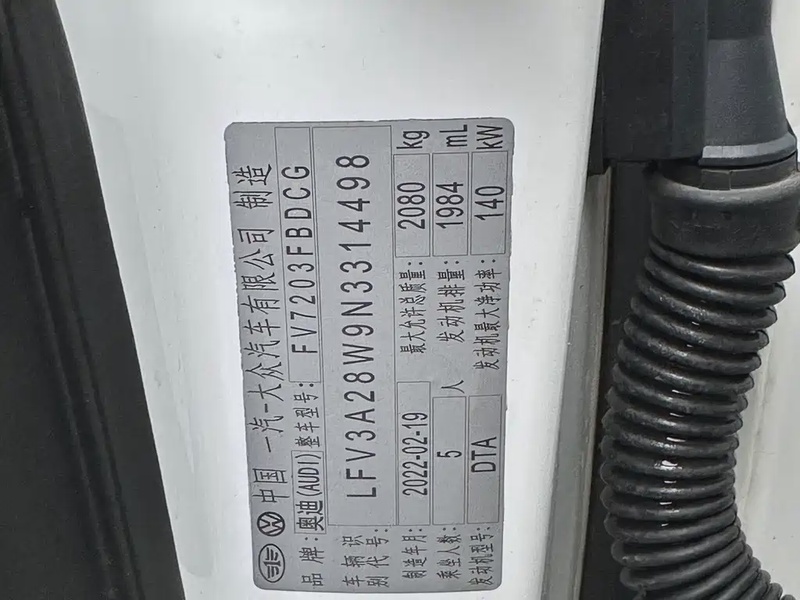 中国 一汽-大众汽车有限公司 制造
品牌: 奥迪(AUDI) 整车型号: FV7203FBDCG
车辆识别代号: LFV3A28W9N3314498
制造年月: 2022-02-19 最大允许总质量: 2080 kg
乘坐人数: 5 人 发动机排量: 1984 mL
发动机型号: DTA 发动机最大净功率: 140 kW